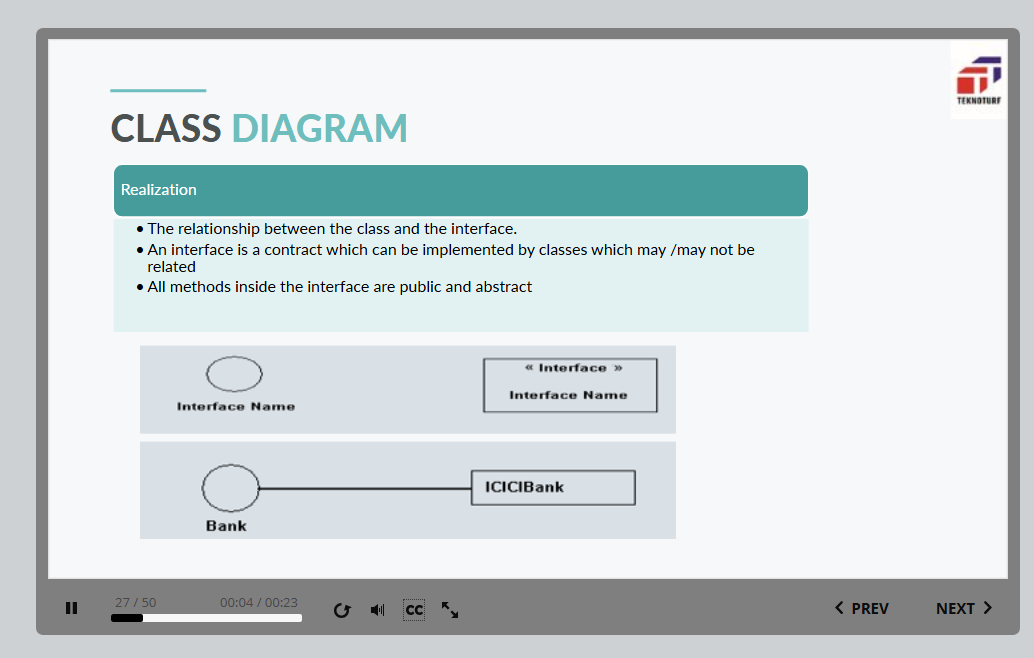 TEKNOTURF
CLASS DIAGRAM
Realization
• The relationship between the class and the interface.
• An interface is a contract which can be implemented by classes which may /may not be
related
• All methods inside the interface are public and abstract
Interface Name
« Interface »
Interface Name
Bank
ICICIBank
27 / 50
00:04 / 00:23
CC
PREV
NEXT